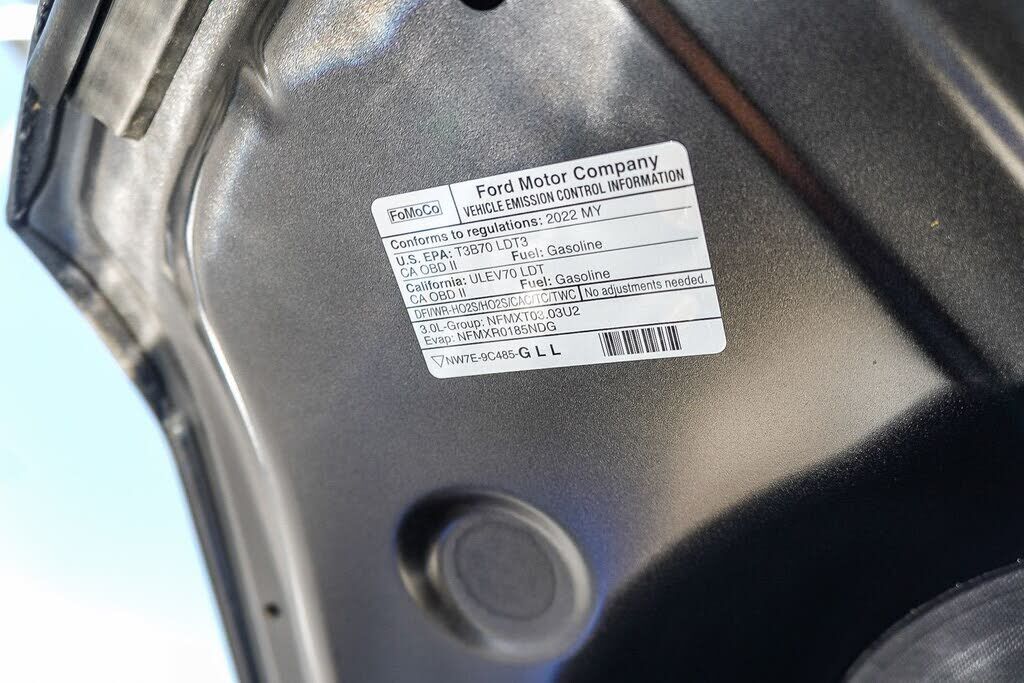 FoMoCo
Ford Motor Company
VEHICLE EMISSION CONTROL INFORMATION
Conforms to regulations: 2022 MY
U.S. EPA: T3B70 LDT3
CA OBD II Fuel: Gasoline
California: ULEV70 LDT
CA OBD II Fuel: Gasoline
DFI/WR-HO2S/HO2S/CAC/TC/TWC No adjustments needed.
3.0L-Group: NFMXT03.03U2
Evap: NFMXR0185NDG
NW7E-9C485-GLL